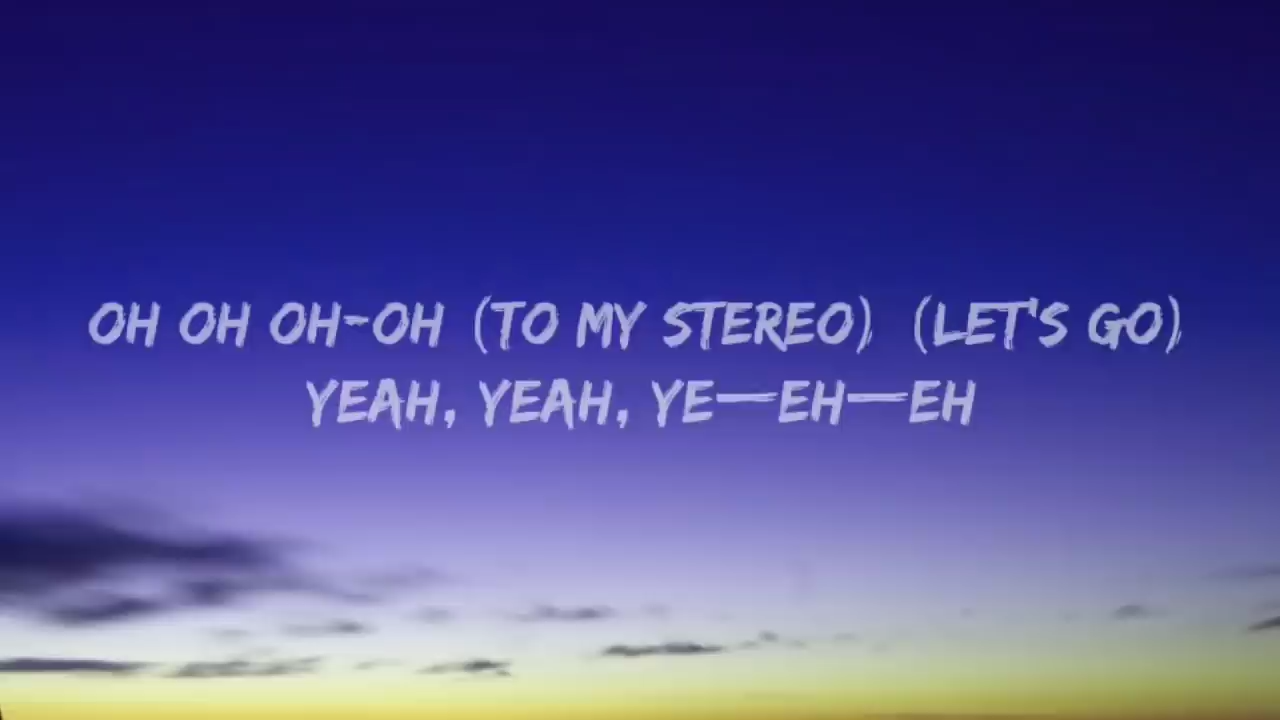 OH OH OH-OH (TO MY STEREO) (LET'S GO)
YEAH, YEAH, YE—EH—EH